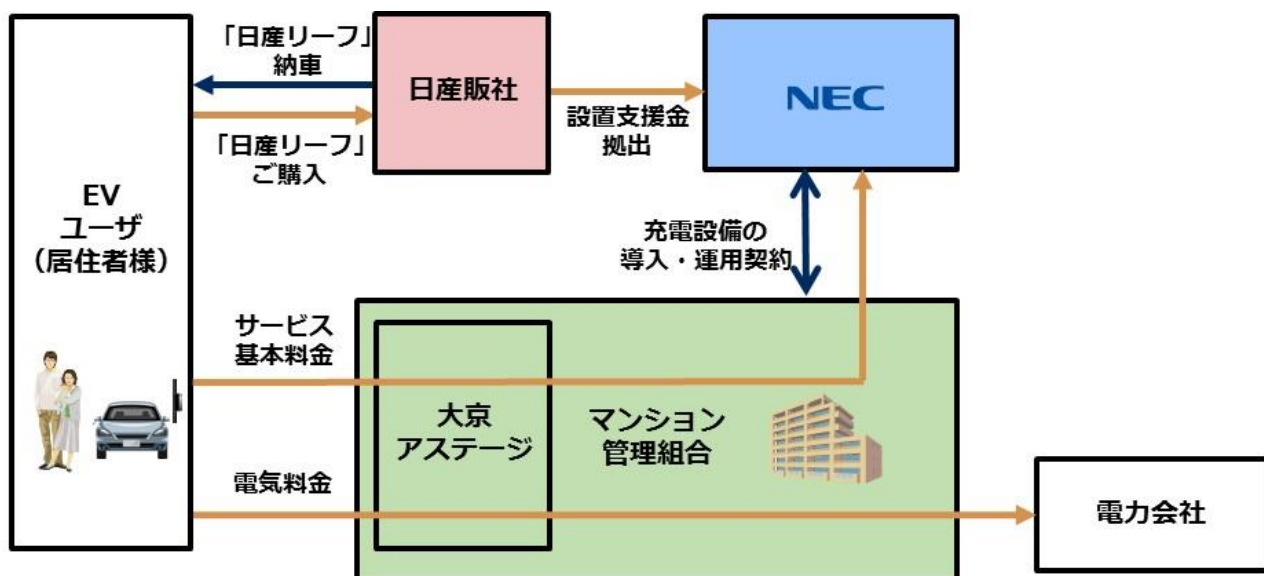 「日産リーフ」
納車
日産販社
NEC
設置支援金
拠出
「日産リーフ」
ご購入
EV
ユーザ
（居住者様）
充電設備の
導入・運用契約
サービス
基本料金
大京
アステージ
マンション
管理組合
電気料金
電力会社